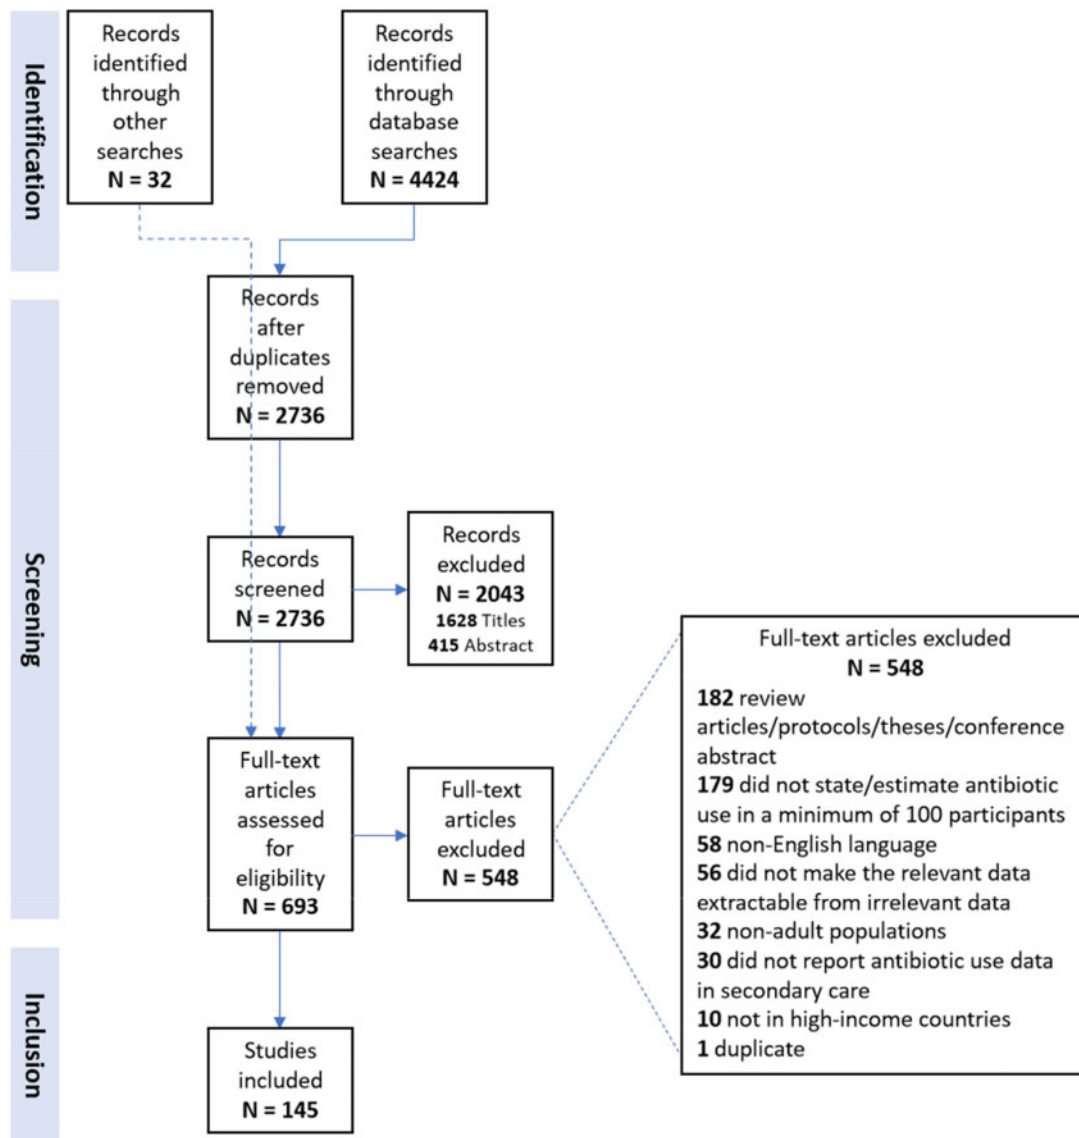 Identification
Records
identified
through
other
searches
N = 32
Records
identified
through
database
searches
N = 4424
Records
after
duplicates
removed
N = 2736
Screening
Records
screened
N = 2736
Records
excluded
N = 2043
1628 Titles
415 Abstract
Full-text
articles
assessed
for
eligibility
N = 693
Full-text
articles
excluded
N = 548
Full-text articles excluded
N = 548
182 review
articles/protocols/theses/conference
abstract
179 did not state/estimate antibiotic
use in a minimum of 100 participants
58 non-English language
56 did not make the relevant data
extractable from irrelevant data
32 non-adult populations
30 did not report antibiotic use data
in secondary care
10 not in high-income countries
1 duplicate
Inclusion
Studies
included
N = 145